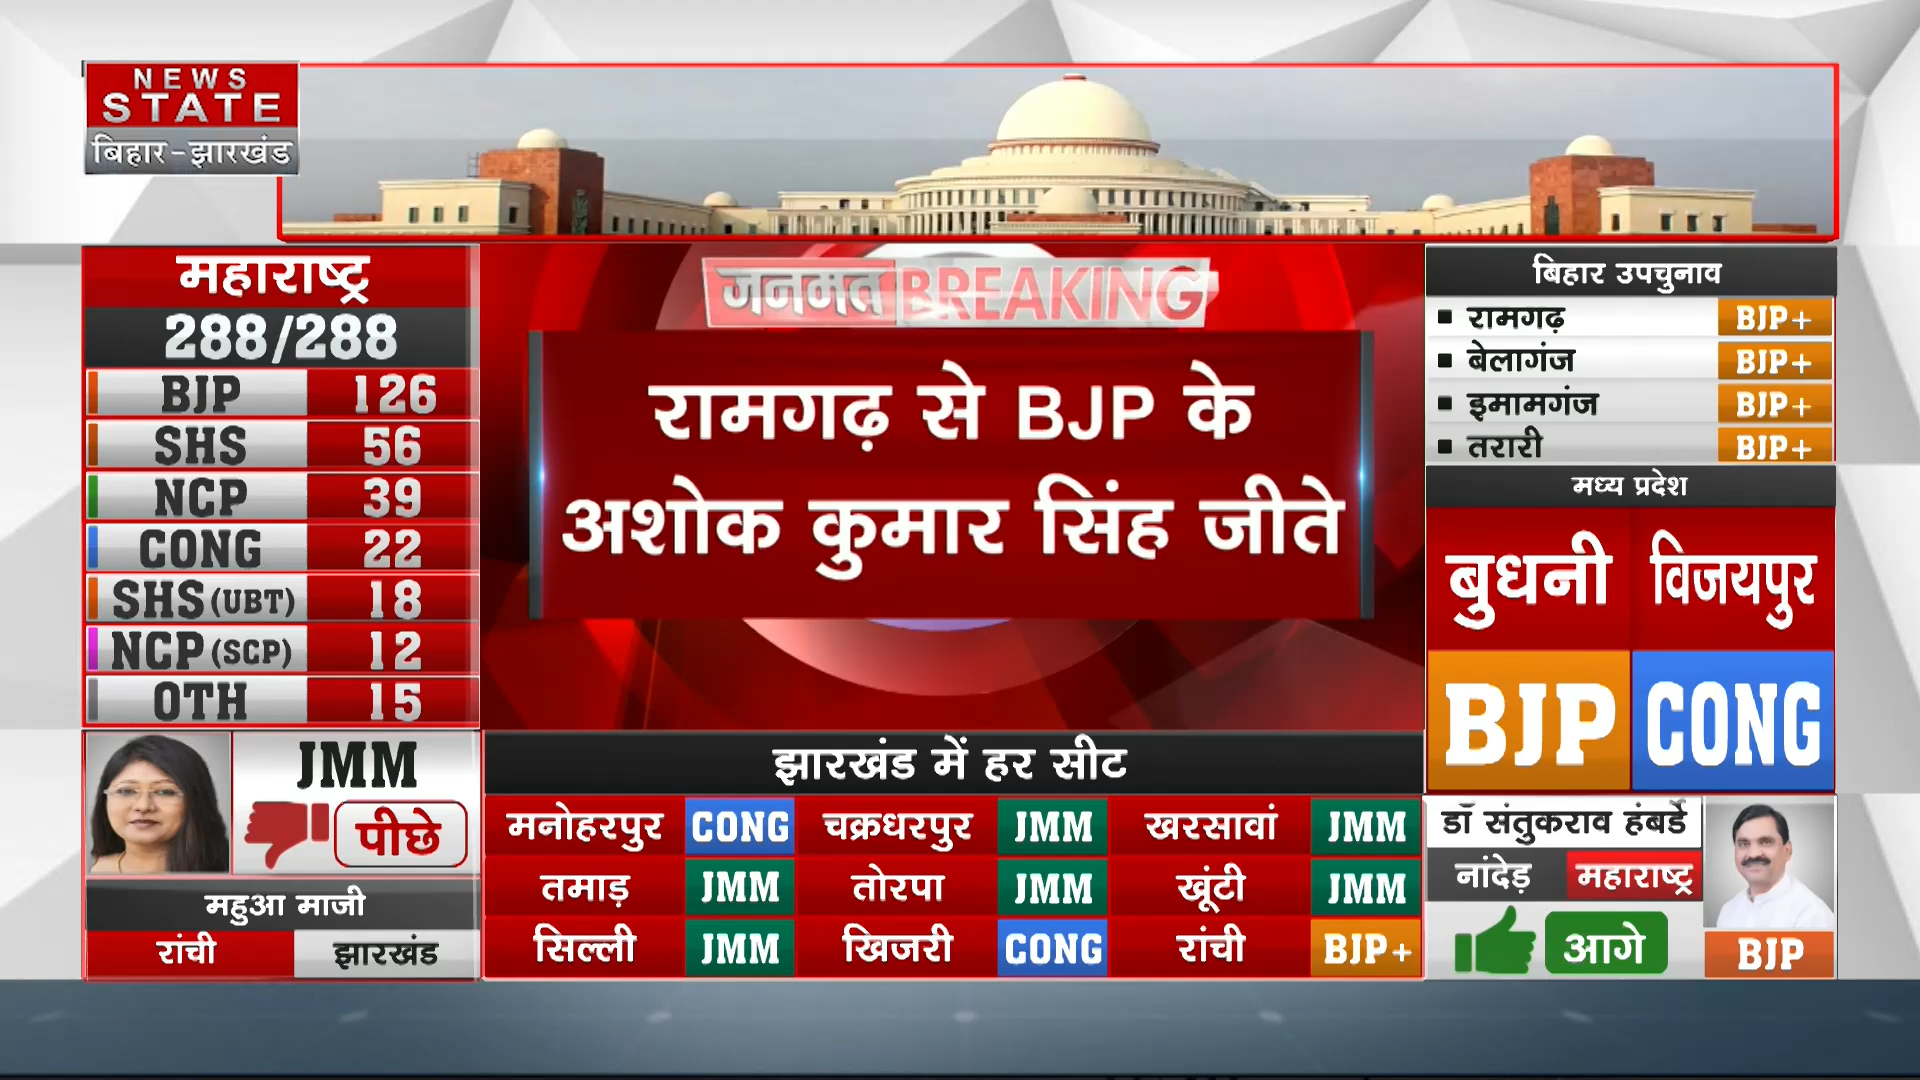 NEWS
STATE
बिहार-झारखंड
महाराष्ट्र
288/288
BJP 126
SHS 56
NCP 39
CONG 22
SHS (UBT) 18
NCP (SCP) 12
OTH 15
जनमत BREAKING
रामगढ़ से BJP के
अशोक कुमार सिंह जीते
बिहार उपचुनाव
▪ रामगढ़ BJP+
▪ बेलागंज BJP+
▪ इमामगंज BJP+
▪ तरारी BJP+
मध्य प्रदेश
बुधनी विजयपुर
BJP CONG
JMM
पीछे
महुआ माजी
रांची झारखंड
झारखंड में हर सीट
मनोहरपुर CONG चक्रधरपुर JMM खरसावां JMM
तमाड़ JMM तोरपा JMM खूंटी JMM
सिल्ली JMM खिजरी CONG रांची BJP+
डॉ संतुकराव हंबर्डे
नांदेड़ महाराष्ट्र
आगे
BJP